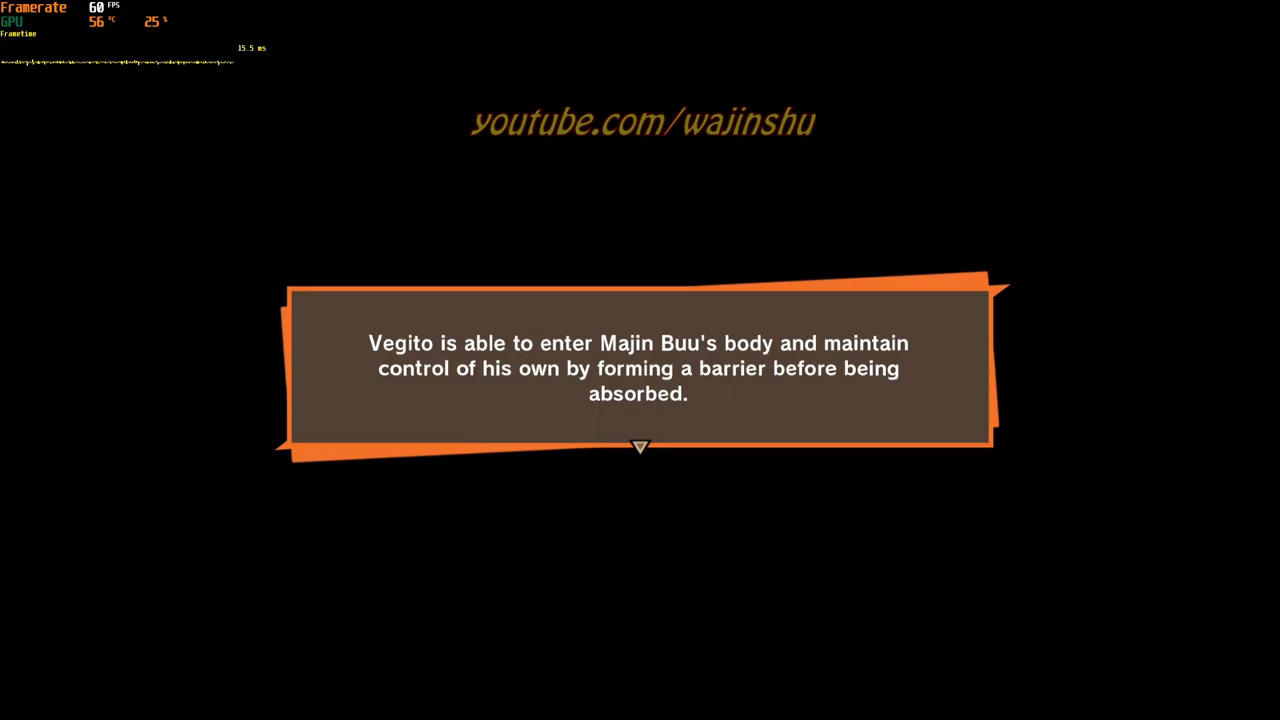 Framerate 60 FPS
GPU 56 °C 25 %
Frametime
15.5 ms
youtube.com/wajinshu
Vegito is able to enter Majin Buu's body and maintain
control of his own by forming a barrier before being
absorbed.